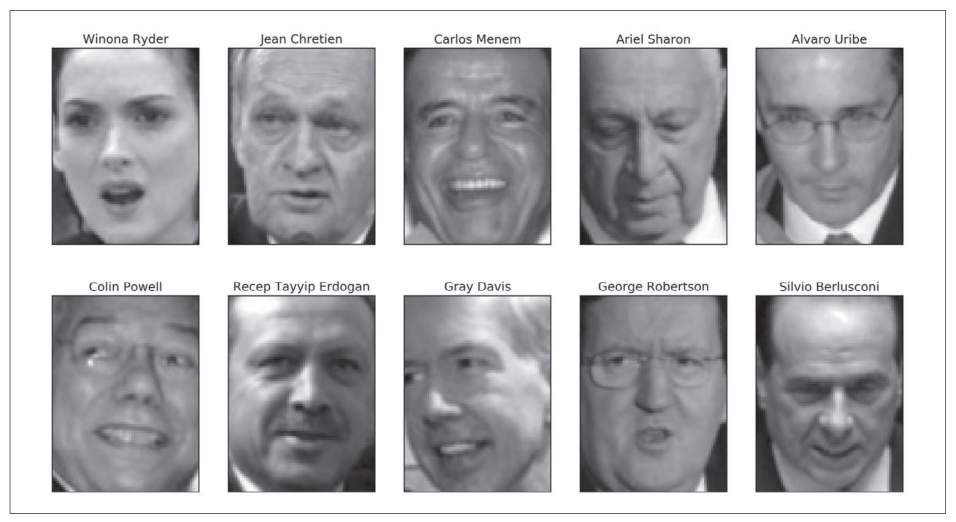 Winona Ryder
Jean Chretien
Carlos Menem
Ariel Sharon
Alvaro Uribe
Colin Powell
Recep Tayyip Erdogan
Gray Davis
George Robertson
Silvio Berlusconi